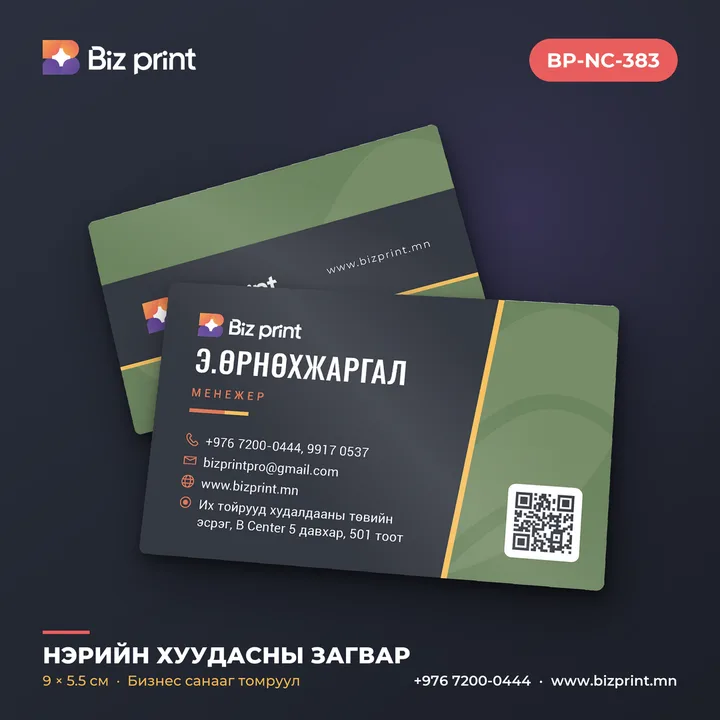 Biz print
BP-NC-383
www.bizprint.mn
Biz print
Э.ӨРНӨХЖАРГАЛ
МЕНЕЖЕР
+976 7200-0444, 9917 0537
bizprintpro@gmail.com
www.bizprint.mn
Их тойрууд худалдааны төвийн
эсрэг, B Center 5 давхар, 501 тоот
НЭРИЙН ХУУДАСНЫ ЗАГВАР
9 × 5.5 см · Бизнес санааг томруул
+976 7200-0444 · www.bizprint.mn